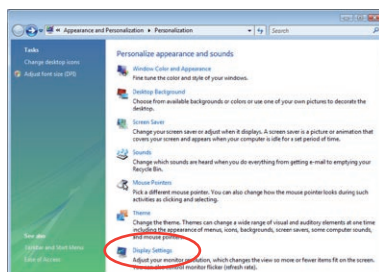 « Appearance and Personalization ▸ Personalization
Search
Tasks
Change desktop icons
Adjust font size (DPI)
See also
Taskbar and Start Menu
Ease of Access
Personalize appearance and sounds
Window Color and Appearance
Fine tune the color and style of your windows.
Desktop Background
Choose from available backgrounds or colors or use one of your own pictures to decorate the
desktop.
Screen Saver
Change your screen saver or adjust when it displays. A screen saver is a picture or animation that
covers your screen and appears when your computer is idle for a set period of time.
Sounds
Change which sounds are heard when you do everything from getting e-mail to emptying your
Recycle Bin.
Mouse Pointers
Pick a different mouse pointer. You can also change how the mouse pointer looks during such
activities as clicking and selecting.
Theme
Change the theme. Themes can change a wide range of visual and auditory elements at one time
including the appearance of menus, icons, backgrounds, screen savers, some computer sounds,
and mouse pointers.
Display Settings
Adjust your monitor resolution, which changes the view so more or fewer items fit on the screen.
You can also control monitor flicker (refresh rate).